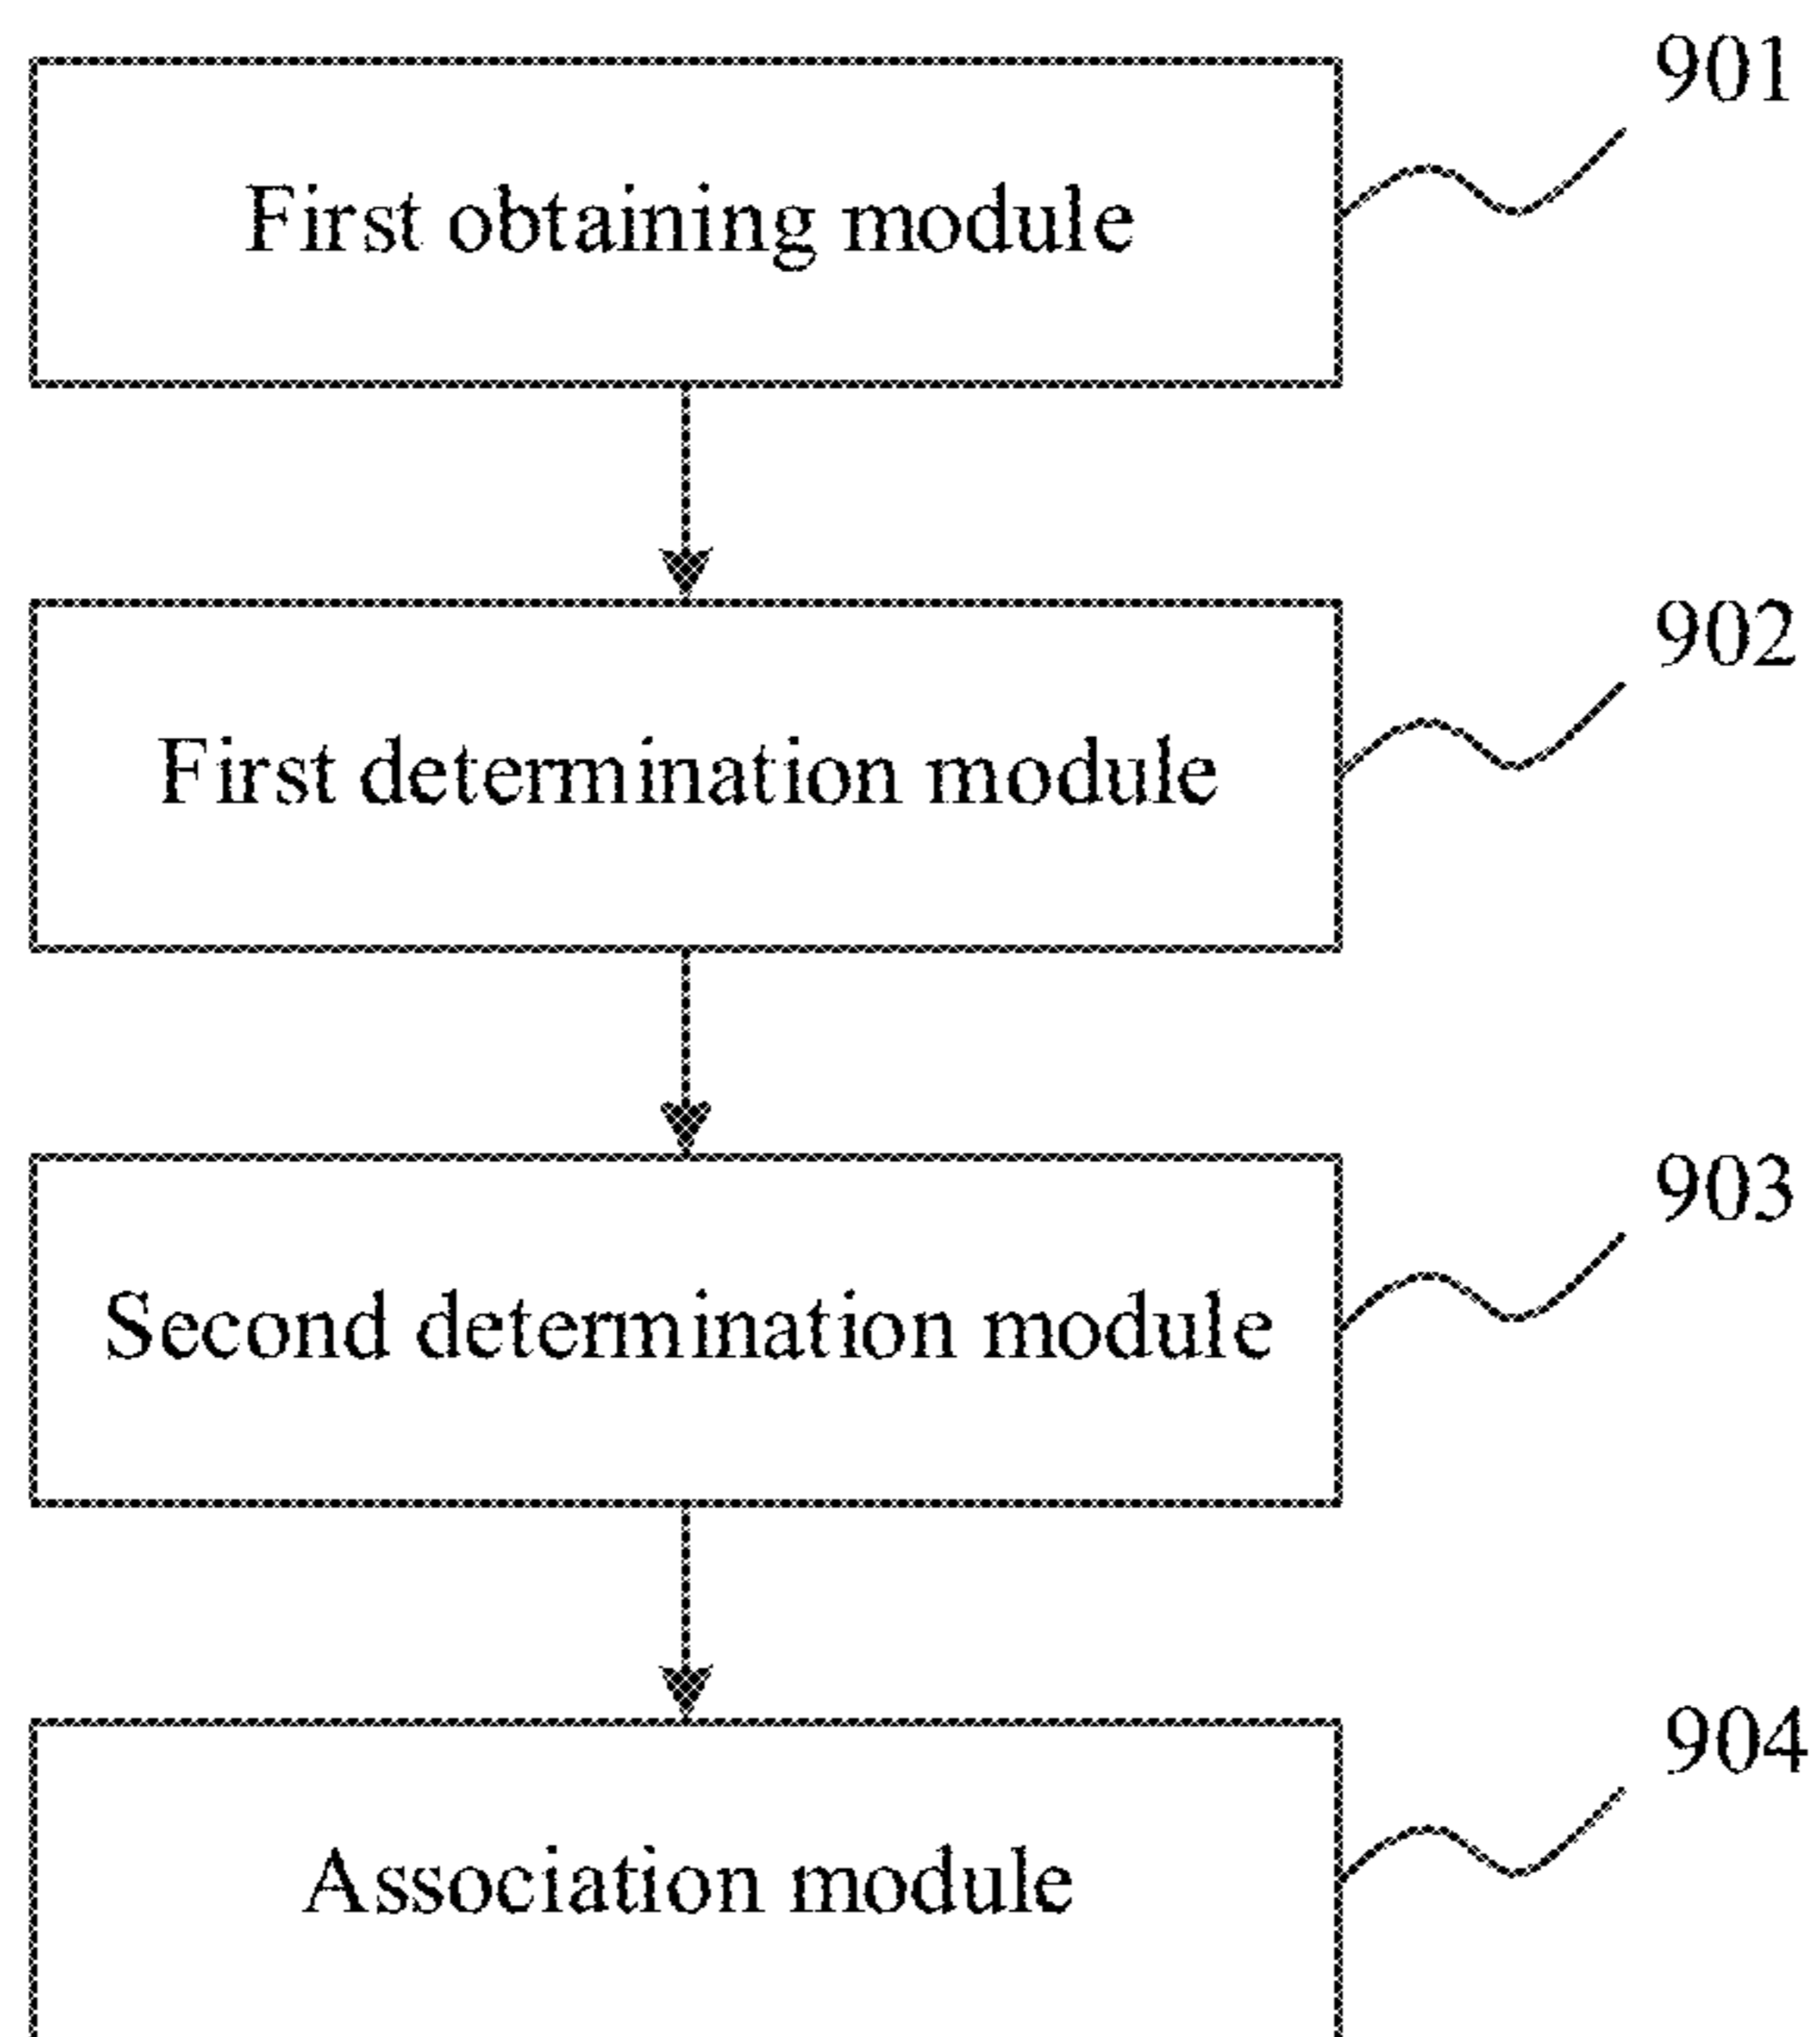 901
First obtaining module
902
First determination module
903
Second determination module
904
Association module